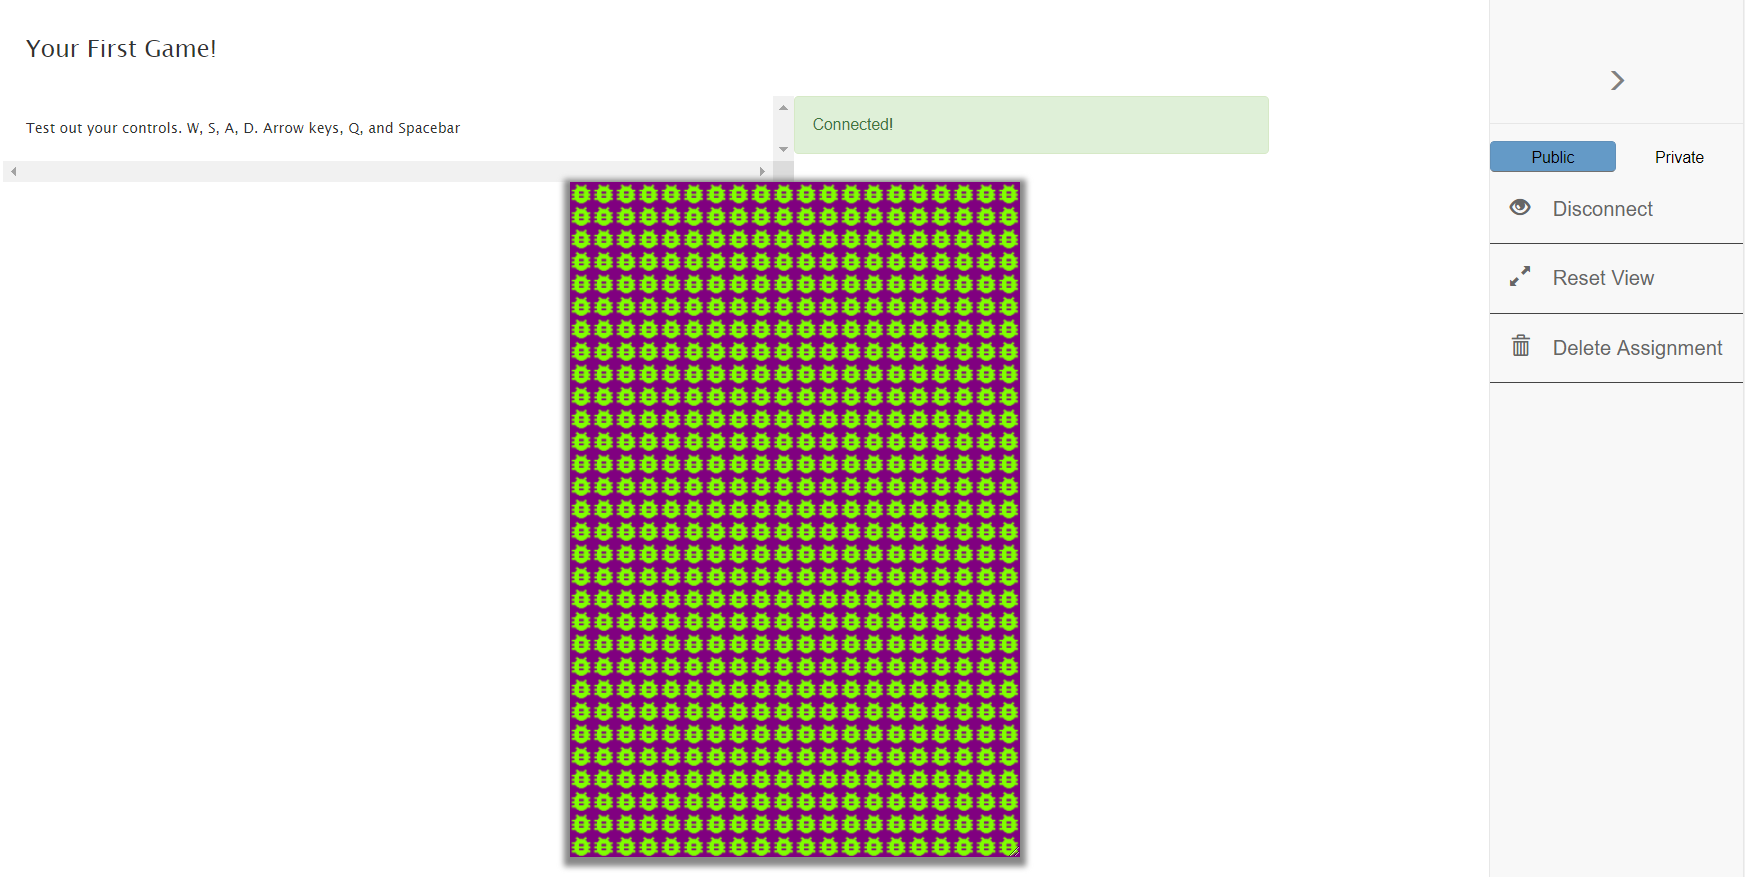 Your First Game!
Test out your controls. W, S, A, D. Arrow keys, Q, and Spacebar
Connected!
Public
Private
Disconnect
Reset View
Delete Assignment